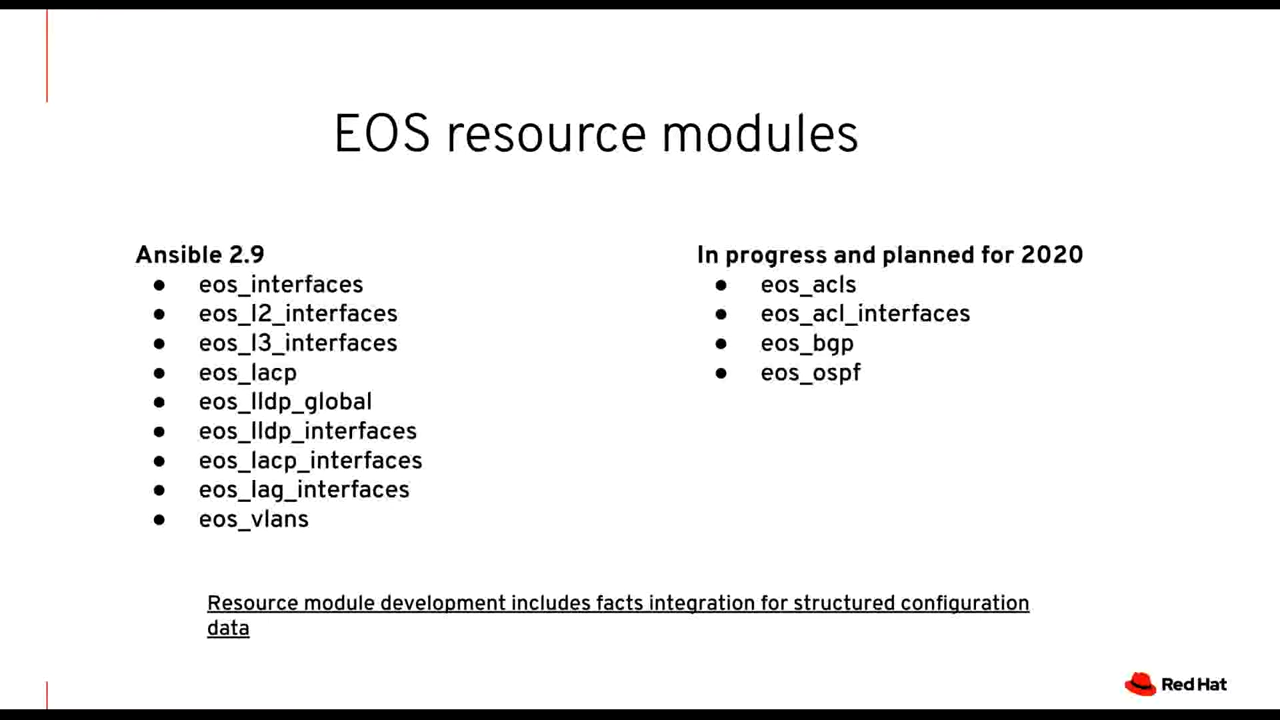 EOS resource modules
Ansible 2.9
● eos_interfaces
● eos_l2_interfaces
● eos_l3_interfaces
● eos_lacp
● eos_lldp_global
● eos_lldp_interfaces
● eos_lacp_interfaces
● eos_lag_interfaces
● eos_vlans
In progress and planned for 2020
● eos_acls
● eos_acl_interfaces
● eos_bgp
● eos_ospf
Resource module development includes facts integration for structured configuration
data
Red Hat